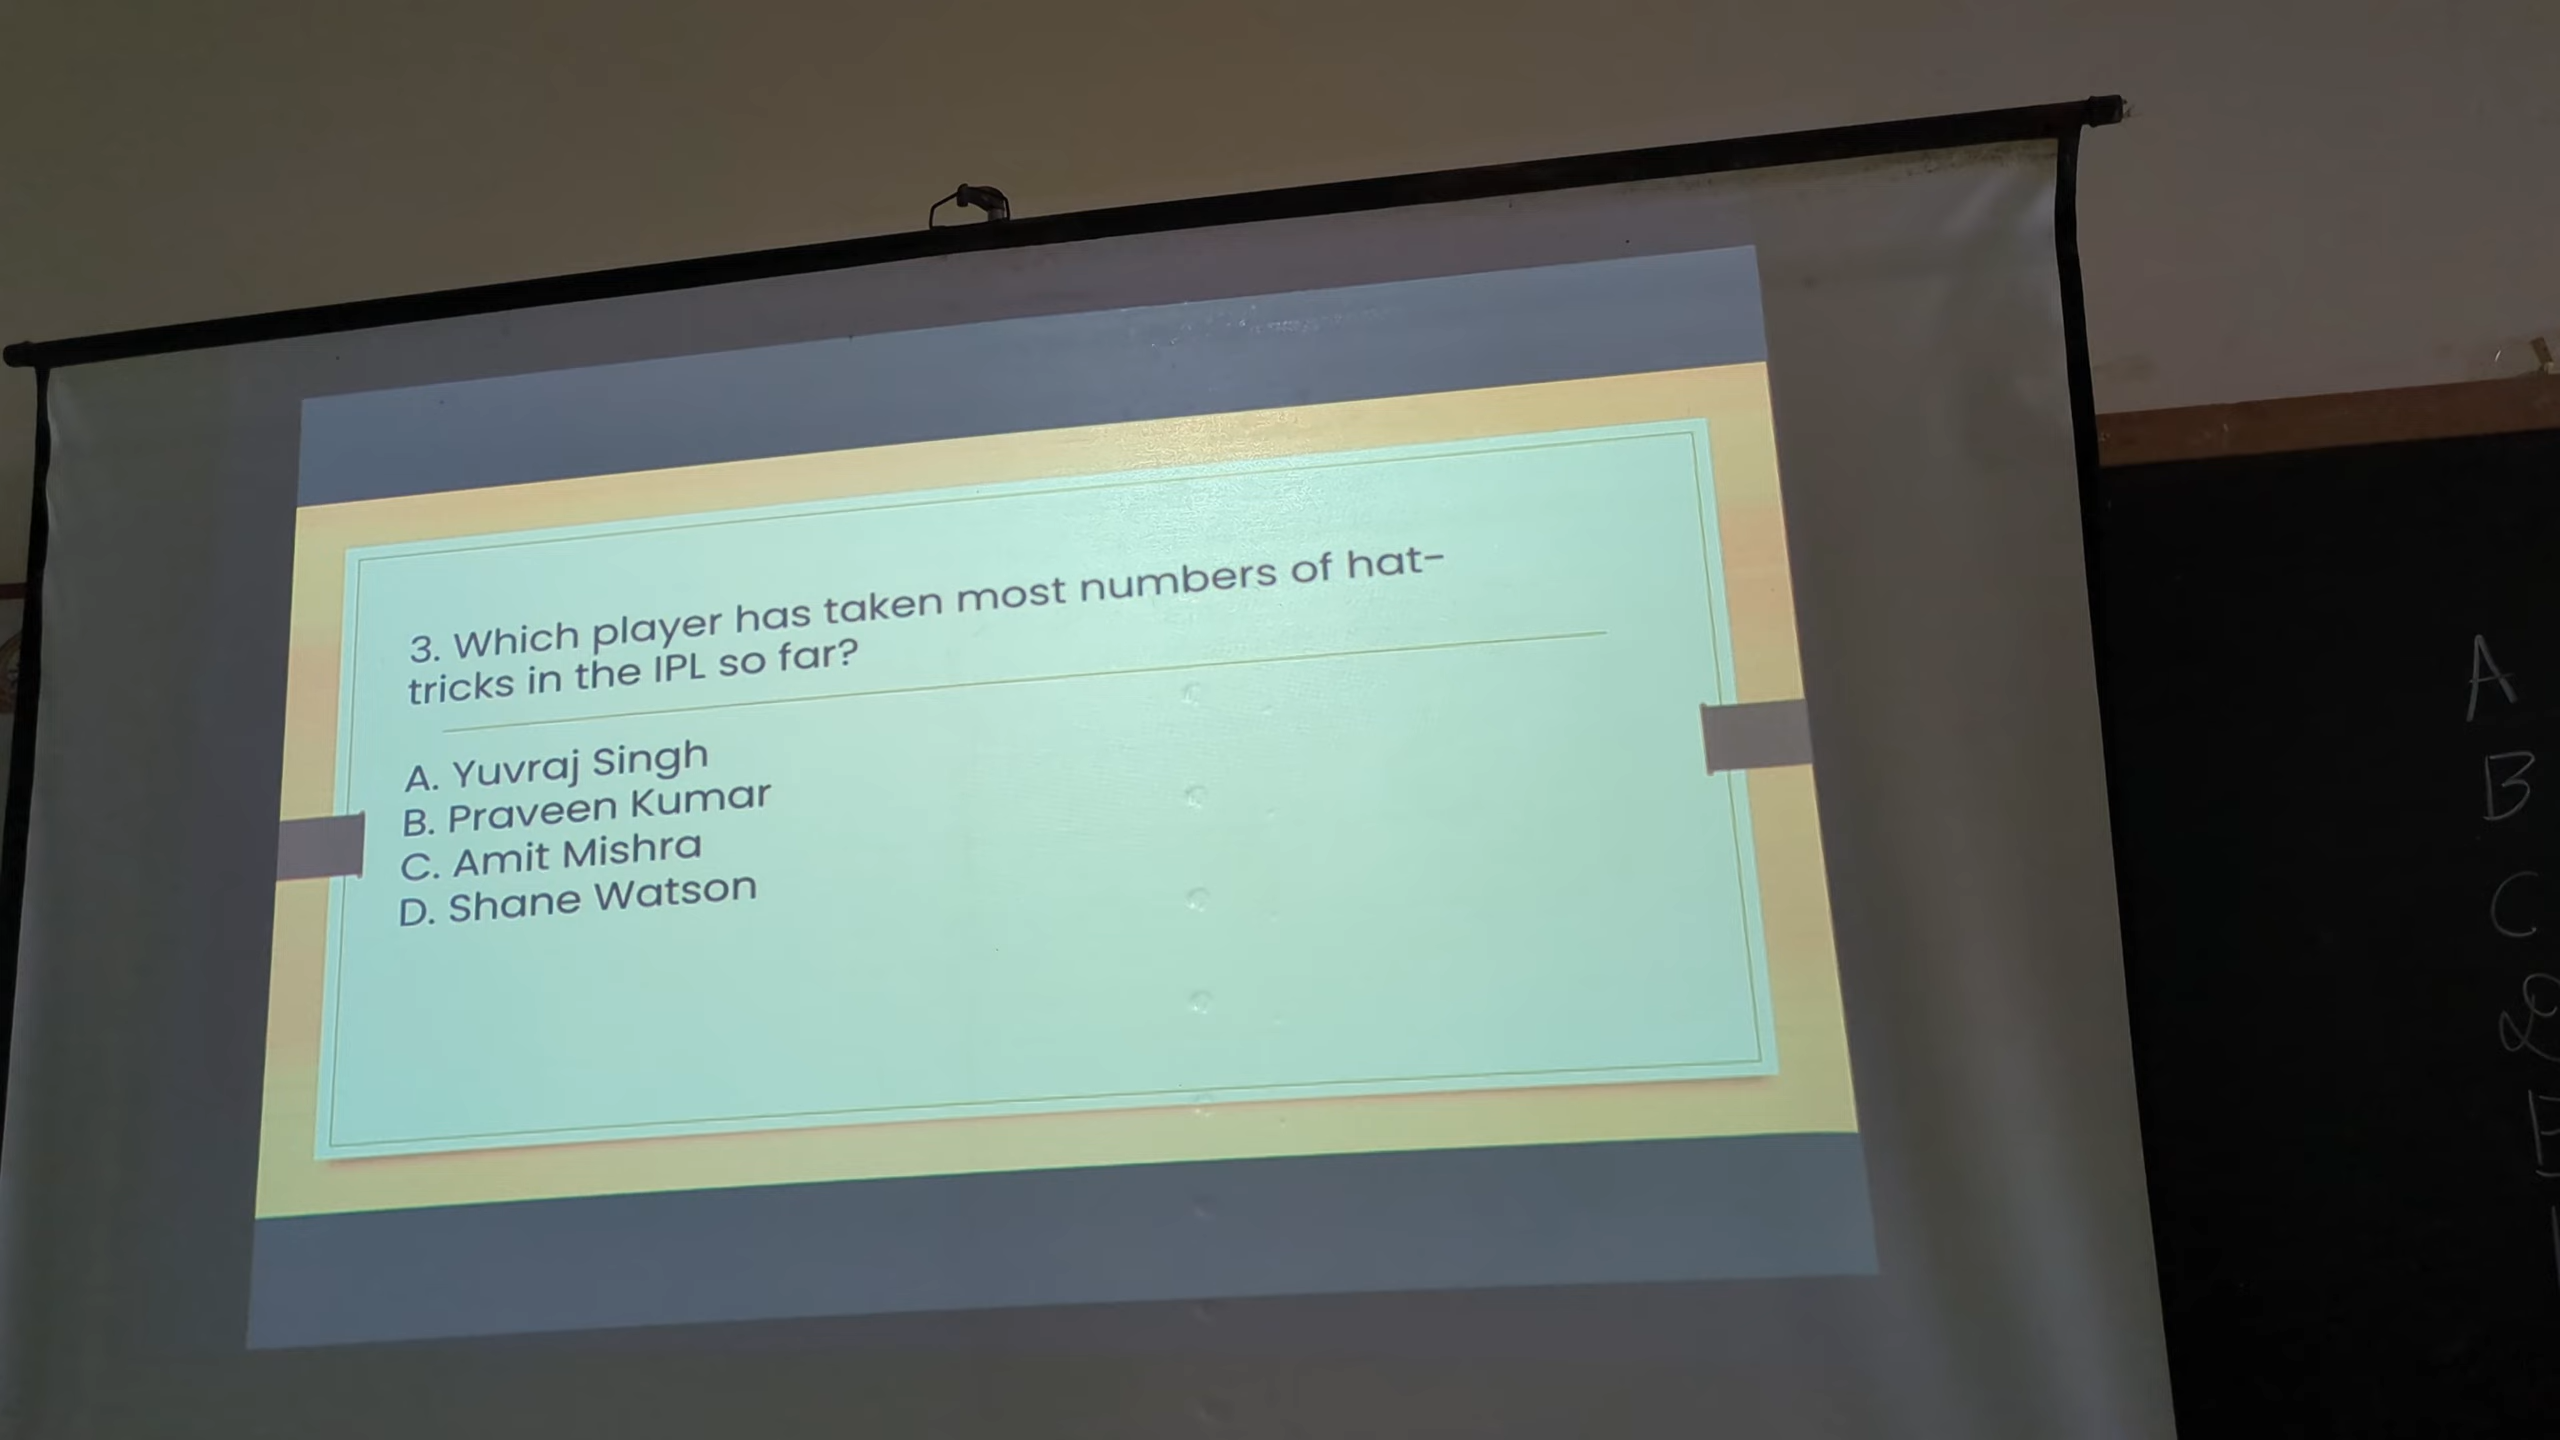 3. Which player has taken most numbers of hat-
tricks in the IPL so far?
A. Yuvraj Singh
B. Praveen Kumar
C. Amit Mishra
D. Shane Watson
A
B
C